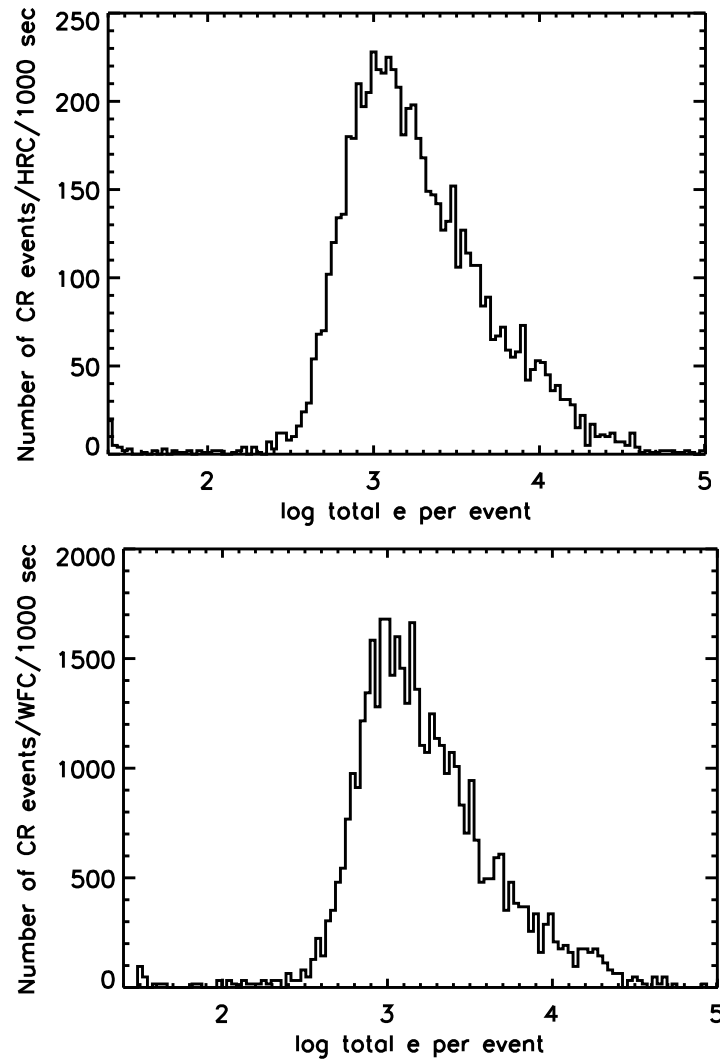 250
200
150
100
50
0
Number of CR events/HRC/1000 sec
2 3 4 5
log total e per event
2000
1500
1000
500
0
Number of CR events/WFC/1000 sec
2 3 4 5
log total e per event